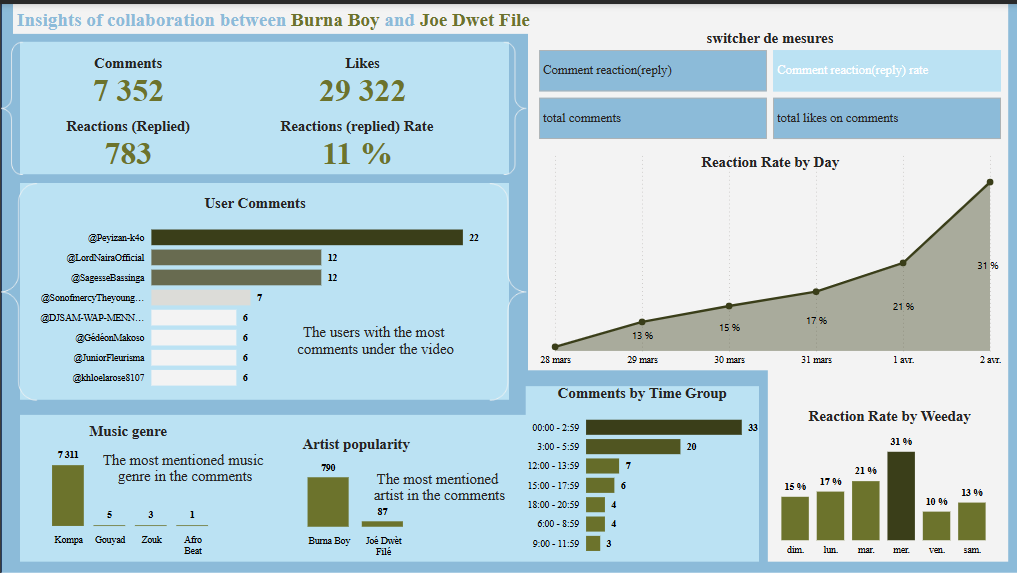 Insights of collaboration between Burna Boy and Joe Dwet File
Comments
7 352
Likes
29 322
Reactions (Replied)
783
Reactions (replied) Rate
11 %
switcher de mesures
Comment reaction(reply)
Comment reaction(reply) rate
total comments
total likes on comments
Reaction Rate by Day
13 %
15 %
17 %
21 %
31 %
28 mars
29 mars
30 mars
31 mars
1 avr.
2 avr.
User Comments
@Peyizan-k4o
22
@LordNairaOfficial
12
@SagesseBassinga
12
@SonofmercyTheyoung...
7
@DJSAM-WAP-MENN...
6
@GédéonMakoso
6
@JuniorFleurisma
6
@khloelarose8107
6
The users with the most
comments under the video
Music genre
The most mentioned music
genre in the comments
7 311
5
3
1
Kompa
Gouyad
Zouk
Afro
Beat
Artist popularity
The most mentioned
artist in the comments
790
87
Burna Boy
Joé Dwèt
Filé
Comments by Time Group
00:00 - 2:59
33
3:00 - 5:59
20
12:00 - 13:59
7
15:00 - 17:59
6
18:00 - 20:59
4
6:00 - 8:59
4
9:00 - 11:59
3
Reaction Rate by Weeday
15 %
17 %
21 %
31 %
10 %
13 %
dim.
lun.
mar.
mer.
ven.
sam.